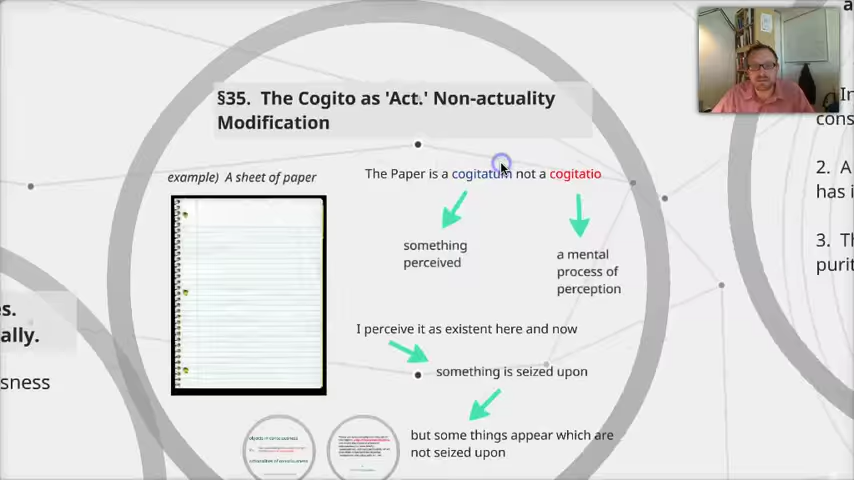 §35. The Cogito as 'Act.' Non-actuality
Modification
example) A sheet of paper
The Paper is a cogitatum not a cogitatio
something
perceived
a mental
process of
perception
I perceive it as existent here and now
something is seized upon
but some things appear which are
not seized upon
s.
ally.
sness
a
In
cons
2. A
has i
3. Th
purit